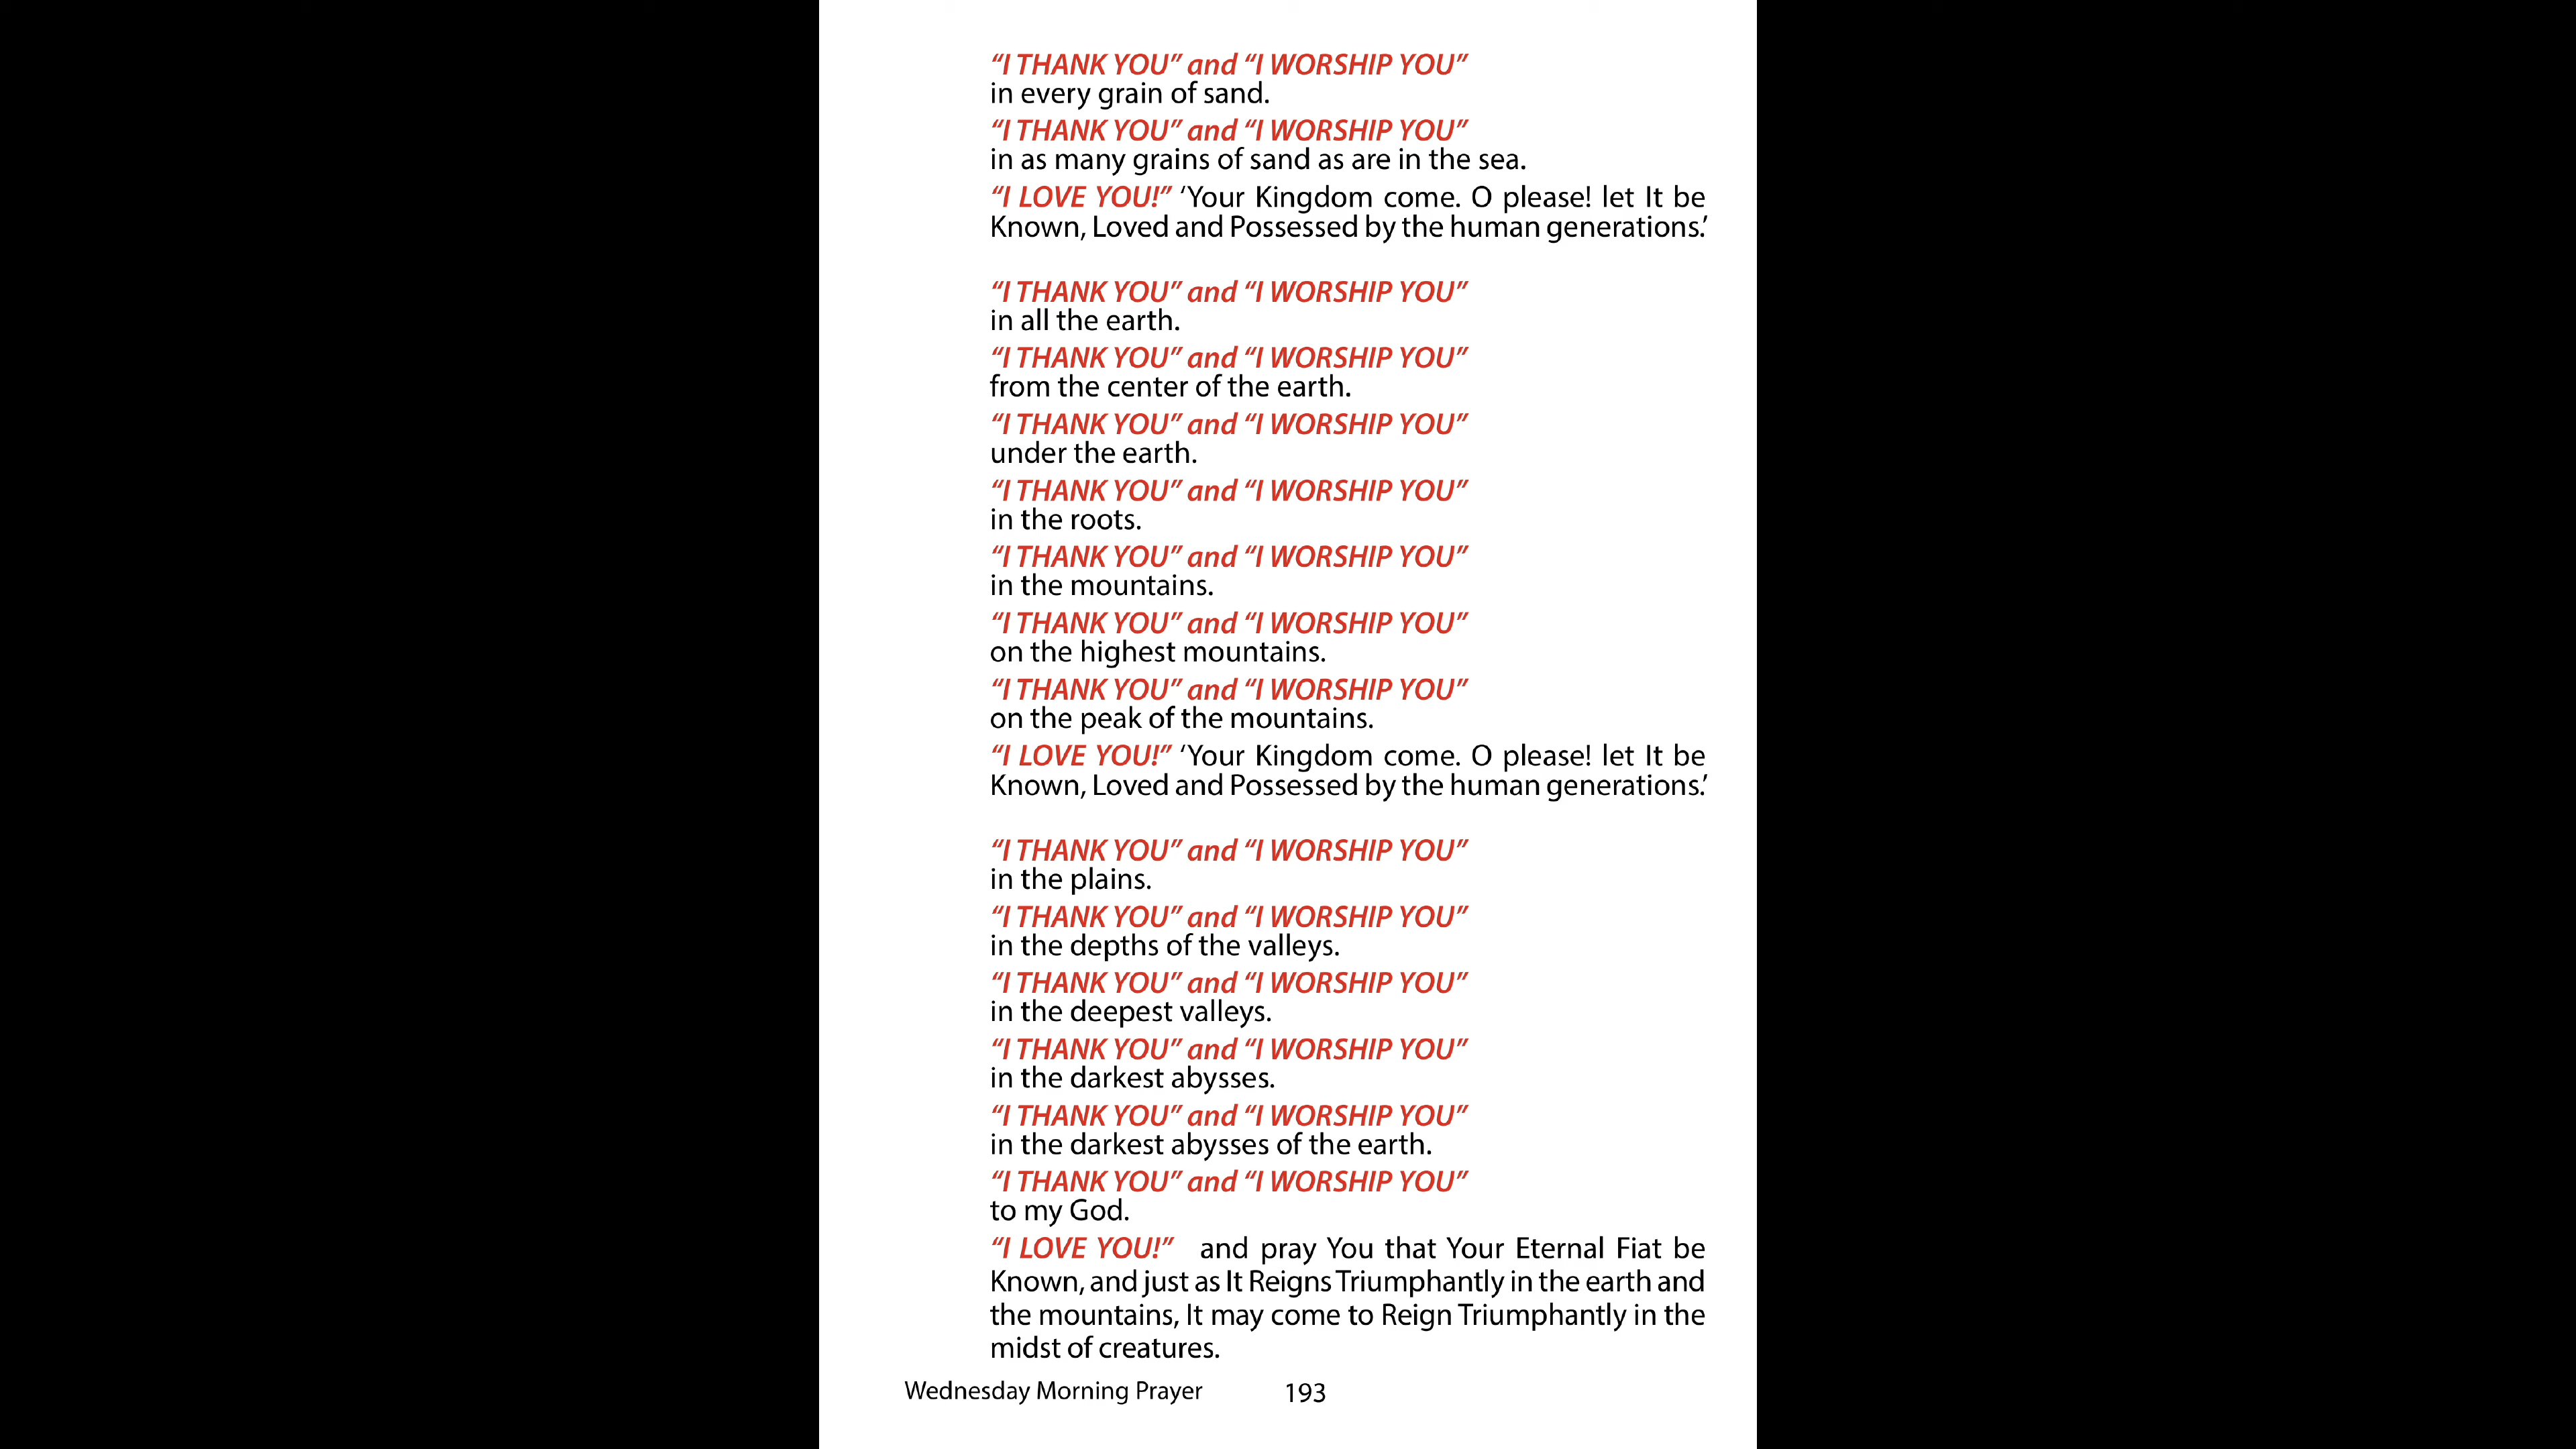 “I THANK YOU” and “I WORSHIP YOU”
in every grain of sand.
“I THANK YOU” and “I WORSHIP YOU”
in as many grains of sand as are in the sea.
“I LOVE YOU!” ‘Your Kingdom come. O please! let It be
Known, Loved and Possessed by the human generations.’
“I THANK YOU” and “I WORSHIP YOU”
in all the earth.
“I THANK YOU” and “I WORSHIP YOU”
from the center of the earth.
“I THANK YOU” and “I WORSHIP YOU”
under the earth.
“I THANK YOU” and “I WORSHIP YOU”
in the roots.
“I THANK YOU” and “I WORSHIP YOU”
in the mountains.
“I THANK YOU” and “I WORSHIP YOU”
on the highest mountains.
“I THANK YOU” and “I WORSHIP YOU”
on the peak of the mountains.
“I LOVE YOU!” ‘Your Kingdom come. O please! let It be
Known, Loved and Possessed by the human generations.’
“I THANK YOU” and “I WORSHIP YOU”
in the plains.
“I THANK YOU” and “I WORSHIP YOU”
in the depths of the valleys.
“I THANK YOU” and “I WORSHIP YOU”
in the deepest valleys.
“I THANK YOU” and “I WORSHIP YOU”
in the darkest abysses.
“I THANK YOU” and “I WORSHIP YOU”
in the darkest abysses of the earth.
“I THANK YOU” and “I WORSHIP YOU”
to my God.
“I LOVE YOU!” and pray You that Your Eternal Fiat be
Known, and just as It Reigns Triumphantly in the earth and
the mountains, It may come to Reign Triumphantly in the
midst of creatures.
Wednesday Morning Prayer 193